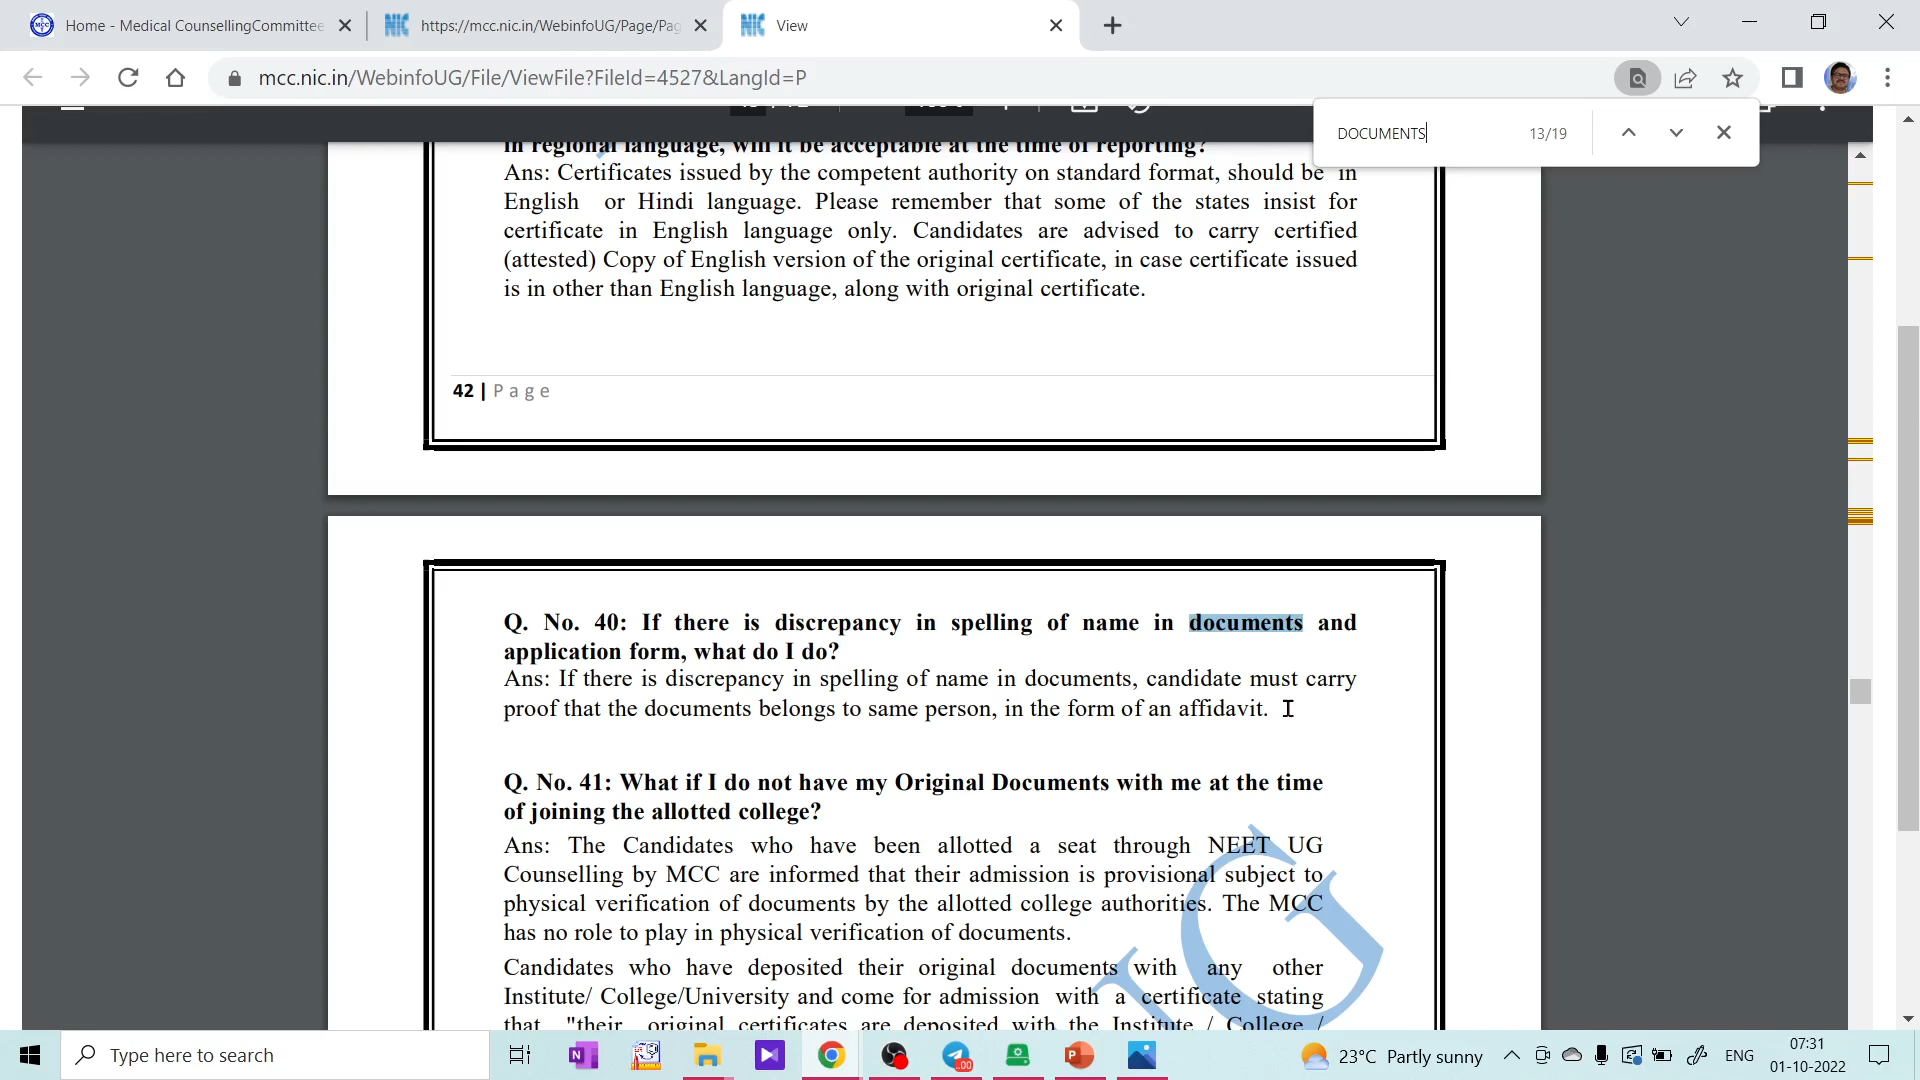 Home - Medical CounsellingCommittee
https://mcc.nic.in/WebinfoUG/Page/Pag
View
mcc.nic.in/WebinfoUG/File/ViewFile?FileId=4527&LangId=P
DOCUMENTS 13/19
in regional language, will it be acceptable at the time of reporting?
Ans: Certificates issued by the competent authority on standard format, should be in
English or Hindi language. Please remember that some of the states insist for
certificate in English language only. Candidates are advised to carry certified
(attested) Copy of English version of the original certificate, in case certificate issued
is in other than English language, along with original certificate.
42 | Page
Q. No. 40: If there is discrepancy in spelling of name in documents and
application form, what do I do?
Ans: If there is discrepancy in spelling of name in documents, candidate must carry
proof that the documents belongs to same person, in the form of an affidavit.
Q. No. 41: What if I do not have my Original Documents with me at the time
of joining the allotted college?
Ans: The Candidates who have been allotted a seat through NEET UG
Counselling by MCC are informed that their admission is provisional subject to
physical verification of documents by the allotted college authorities. The MCC
has no role to play in physical verification of documents.
Candidates who have deposited their original documents with any other
Institute/ College/University and come for admission with a certificate stating
that "their original certificates are deposited with the Institute / College /
UG
Type here to search
23°C Partly sunny
ENG
07:31
01-10-2022